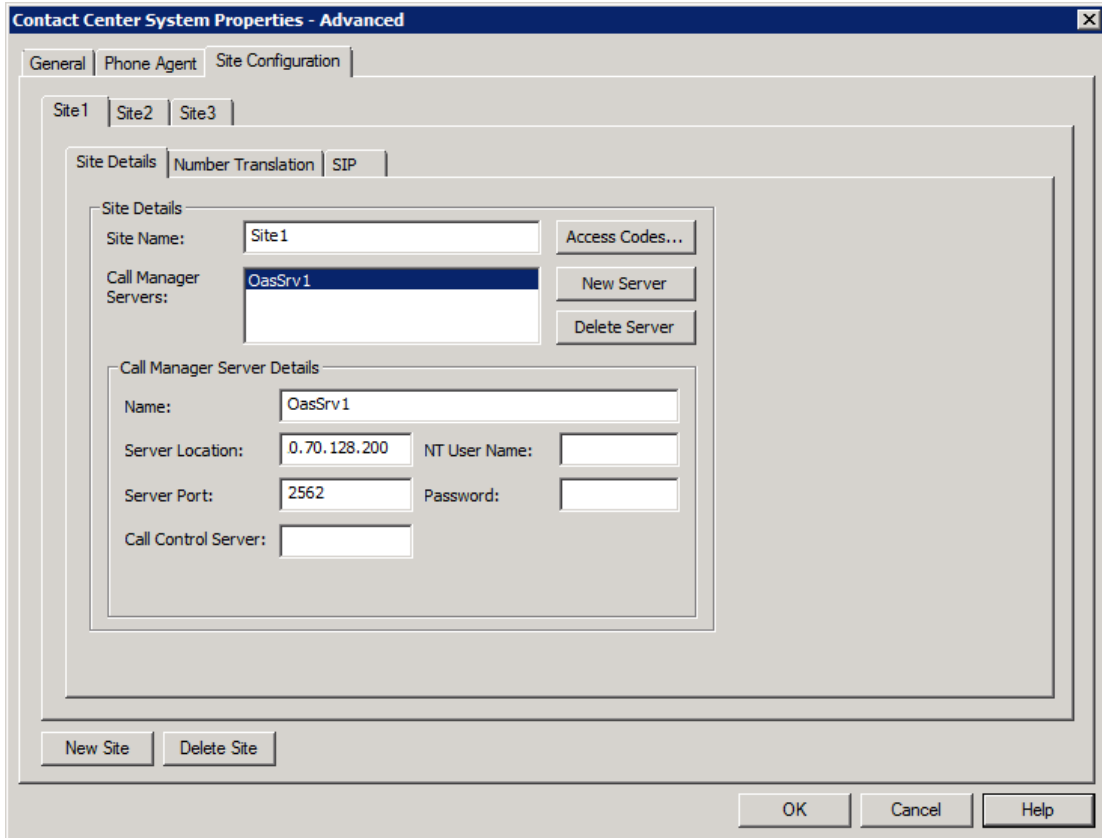 Contact Center System Properties - Advanced
General Phone Agent Site Configuration
Site1 Site2 Site3
Site Details Number Translation SIP
Site Details
Site Name: Site1 Access Codes...
Call Manager Servers: OasSrv1 New Server
Delete Server
Call Manager Server Details
Name: OasSrv1
Server Location: 0.70.128.200 NT User Name:
Server Port: 2562 Password:
Call Control Server:
New Site Delete Site
OK Cancel Help